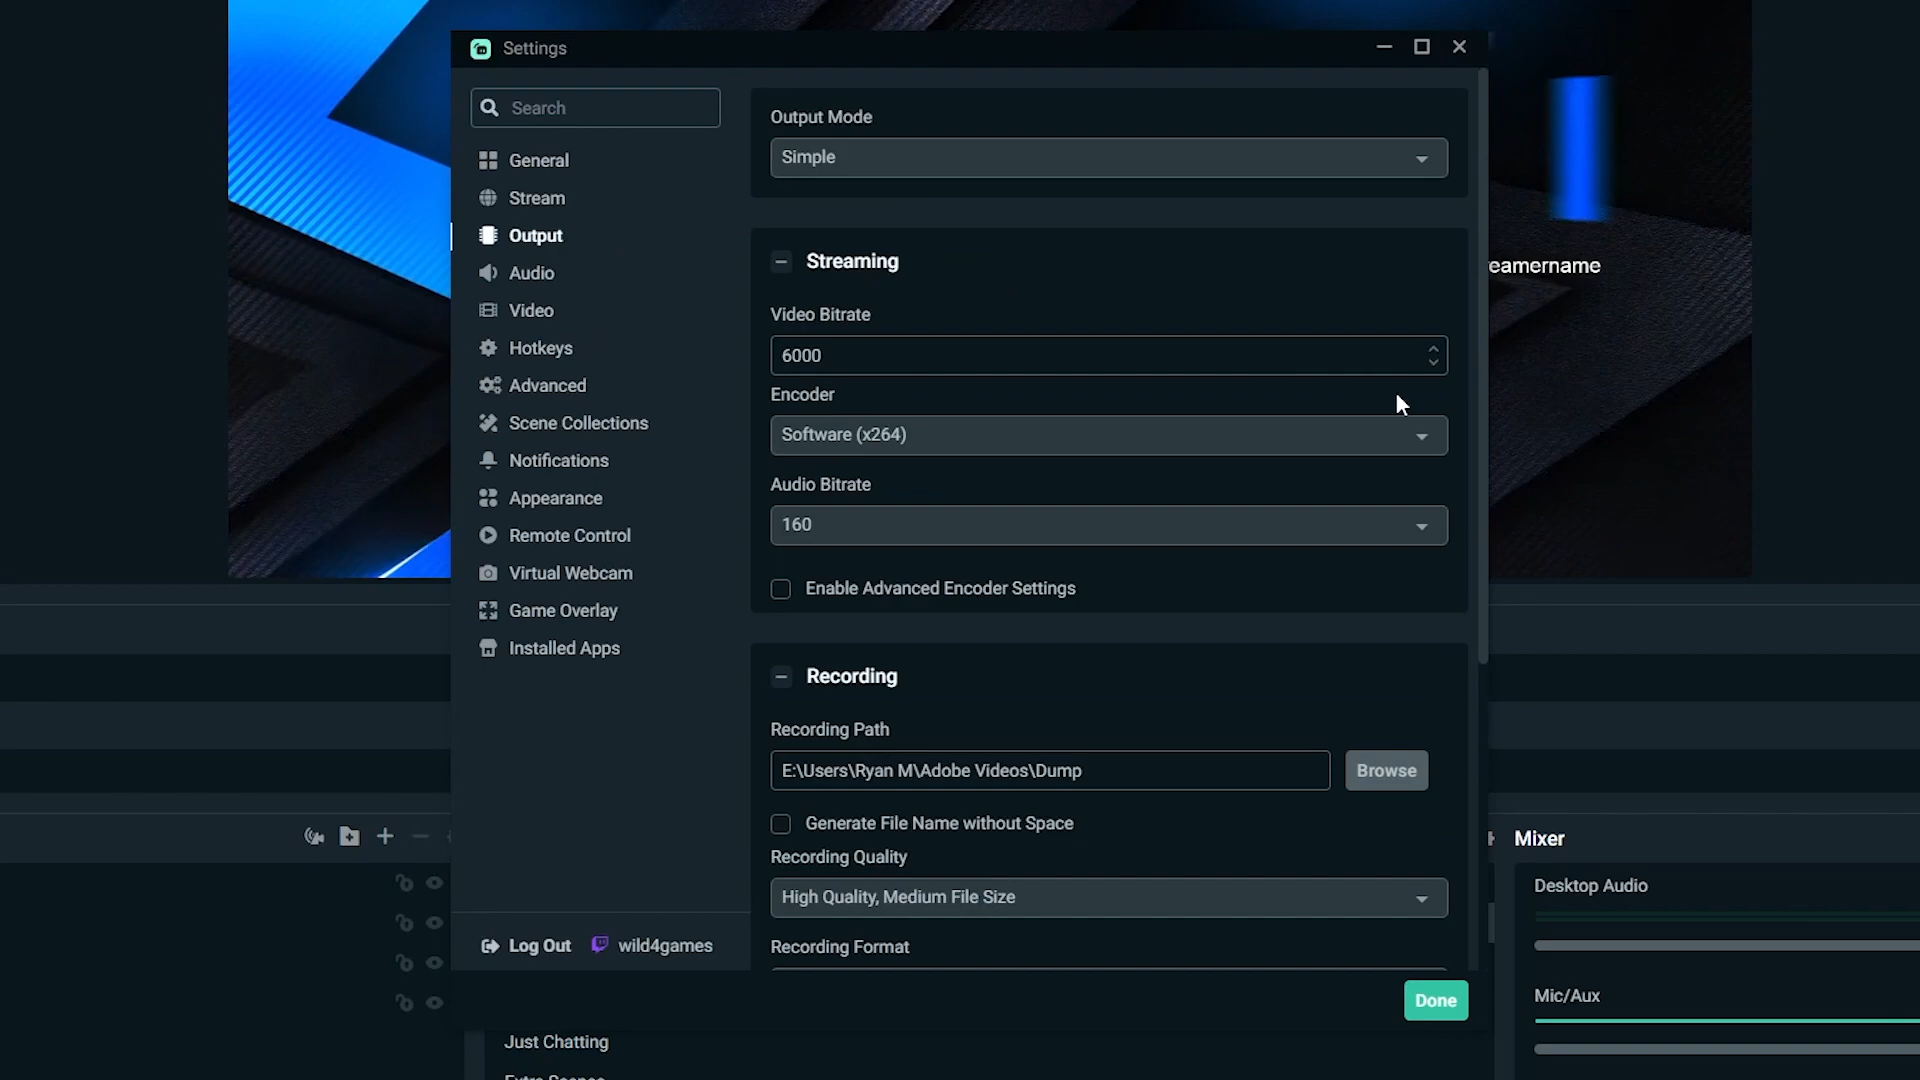 Settings
Search
General
Stream
Output
Audio
Video
Hotkeys
Advanced
Scene Collections
Notifications
Appearance
Remote Control
Virtual Webcam
Game Overlay
Installed Apps
Log Out
wild4games
Output Mode
Simple
Streaming
Video Bitrate
6000
Encoder
Software (x264)
Audio Bitrate
160
Enable Advanced Encoder Settings
Recording
Recording Path
E:\Users\Ryan M\Adobe Videos\Dump
Browse
Generate File Name without Space
Recording Quality
High Quality, Medium File Size
Recording Format
Done
eamername
Mixer
Desktop Audio
Mic/Aux
Just Chatting